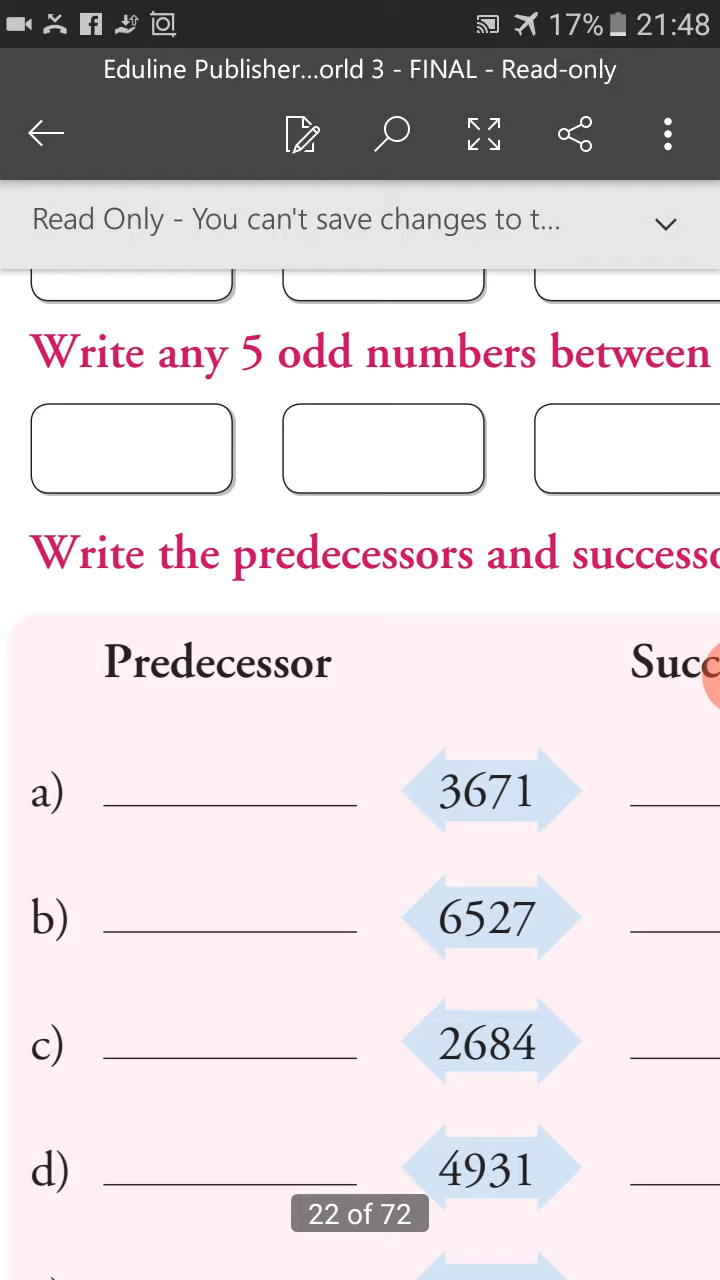 17% 21:48
Eduline Publisher...orld 3 - FINAL - Read-only
Read Only - You can't save changes to t...
Write any 5 odd numbers between
Write the predecessors and successo
Predecessor Succ
a) 3671
b) 6527
c) 2684
d) 4931
22 of 72